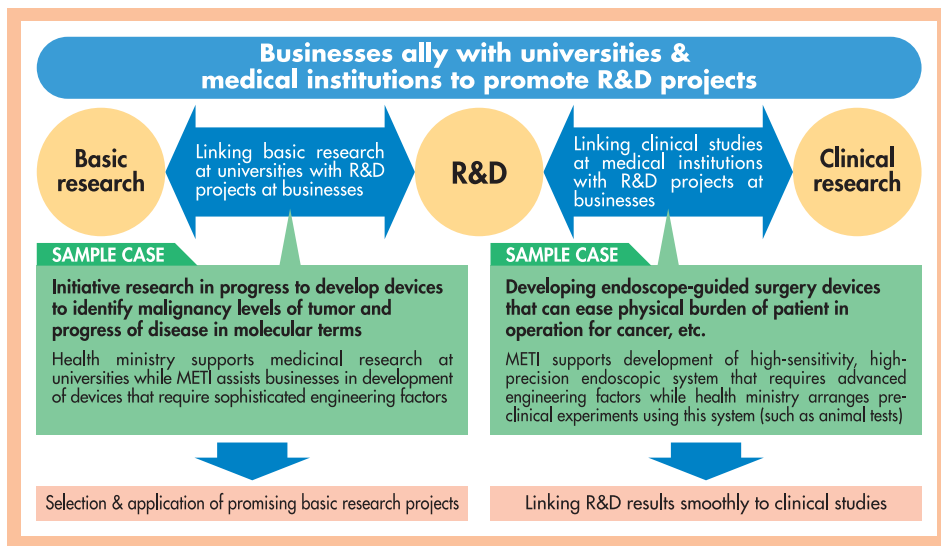 Businesses ally with universities &
medical institutions to promote R&D projects
Basic
research
Linking basic research
at universities with R&D
projects at businesses
R&D
Linking clinical studies
at medical institutions
with R&D projects at
businesses
Clinical
research
SAMPLE CASE
Initiative research in progress to develop devices
to identify malignancy levels of tumor and
progress of disease in molecular terms
Health ministry supports medicinal research at
universities while METI assists businesses in development
of devices that require sophisticated engineering factors
SAMPLE CASE
Developing endoscope-guided surgery devices
that can ease physical burden of patient in
operation for cancer, etc.
METI supports development of high-sensitivity, high-
precision endoscopic system that requires advanced
engineering factors while health ministry arranges pre-
clinical experiments using this system (such as animal tests)
Selection & application of promising basic research projects
Linking R&D results smoothly to clinical studies